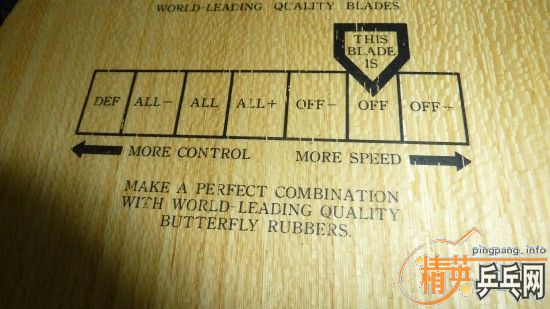 WORLD-LEADING QUALITY BLADES
THIS
BLADE
IS
DEF ALL- ALL ALL+ OFF- OFF OFF+
MORE CONTROL MORE SPEED
MAKE A PERFECT COMBINATION
WITH WORLD-LEADING QUALITY
BUTTERFLY RUBBERS.
pingpang.info
精英乒乓网